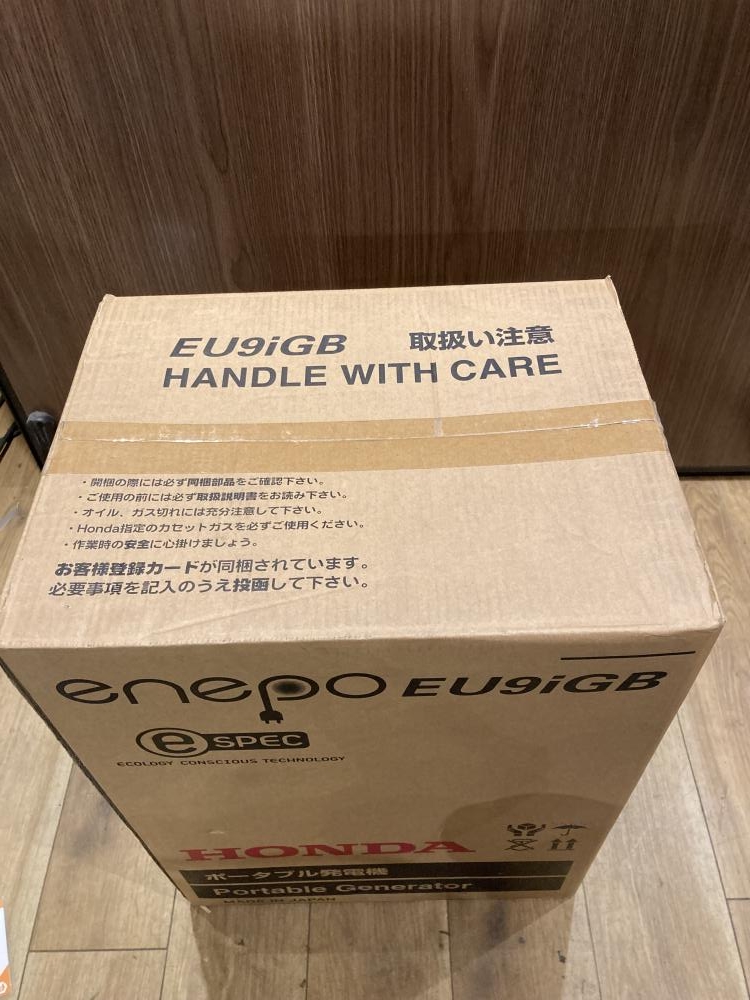 EU9iGB 取扱い注意
HANDLE WITH CARE
・開梱の際には必ず同梱部品をご確認下さい。
・ご使用の前には必ず取扱説明書をお読み下さい。
・オイル、ガス切れには充分注意して下さい。
・Honda指定のカセットガスを必ずご使用ください。
・作業時の安全に心掛けましょう。
お客様登録カードが同梱されています。
必要事項を記入のうえ投函して下さい。
enepo EU9iGB
e SPEC
ECOLOGY CONSCIOUS TECHNOLOGY
HONDA
ポータブル発電機
Portable Generator
MADE IN JAPAN